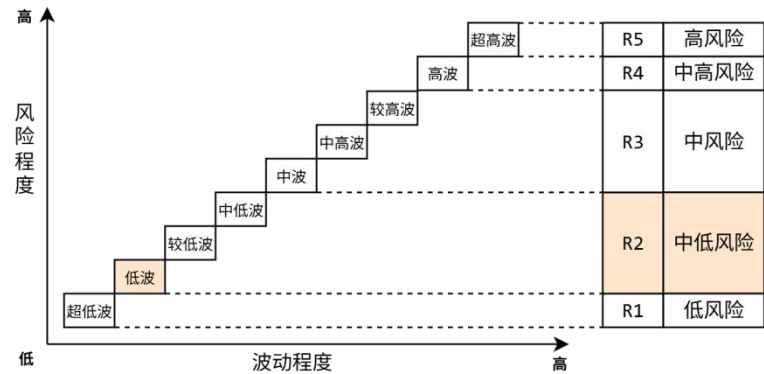 高
超高波
R5 高风险
高波
R4 中高风险
较高波
风险程度
中高波
R3 中风险
中波
中低波
较低波
R2 中低风险
低波
超低波
R1 低风险
低
波动程度
高